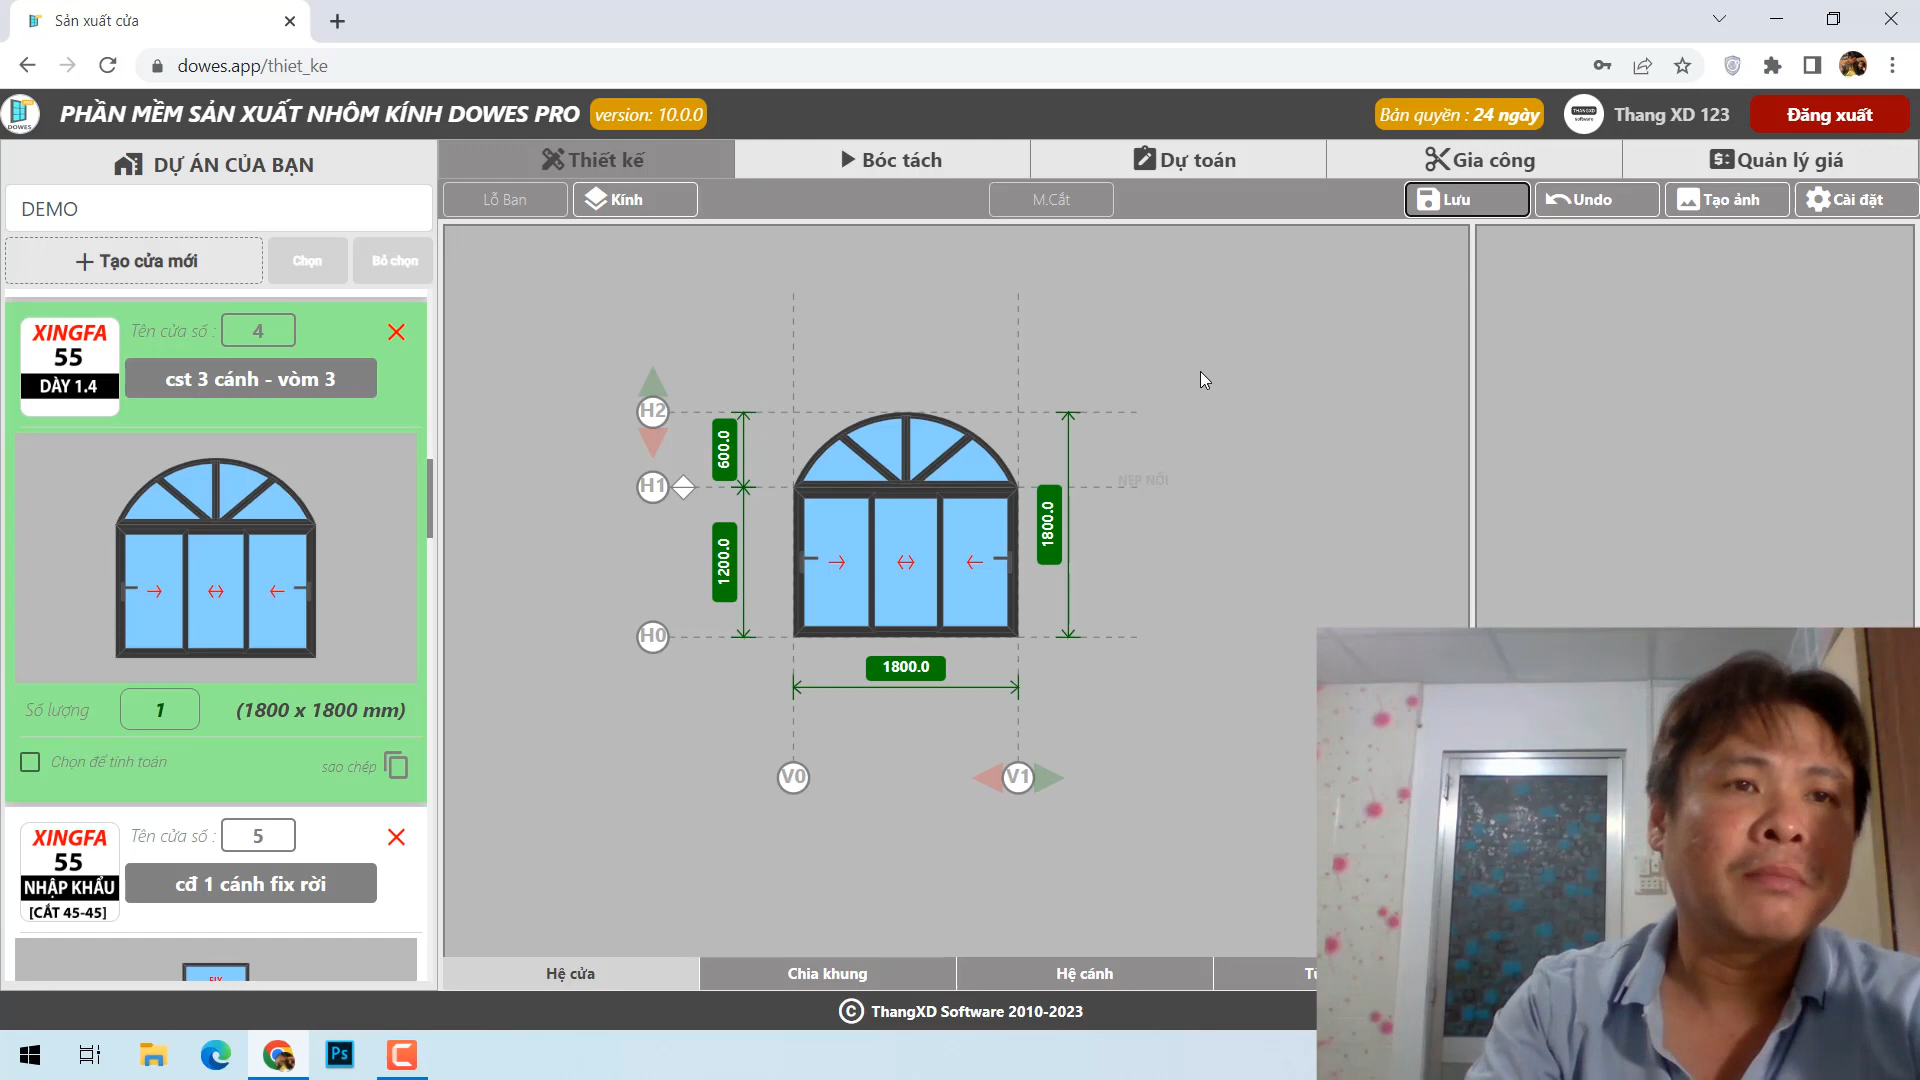 Sản xuất cửa
dowes.app/thiet_ke
DOWES
PHẦN MỀM SẢN XUẤT NHÔM KÍNH DOWES PRO
version: 10.0.0
Bản quyền : 24 ngày
Thang XD 123
Đăng xuất
DỰ ÁN CỦA BẠN
Thiết kế
Bóc tách
Dự toán
Gia công
Quản lý giá
DEMO
Lỗ Ban
Kính
M.Cắt
Lưu
Undo
Tạo ảnh
Cài đặt
Tạo cửa mới
Chọn
Bỏ chọn
XINGFA
55
DÀY 1.4
Tên cửa số :
4
cst 3 cánh - vòm 3
Số lượng
1
(1800 x 1800 mm)
Chọn để tính toán
sao chép
XINGFA
55
NHẬP KHẨU
[CẮT 45-45]
Tên cửa số :
5
cđ 1 cánh fix rời
FIX
H2
600.0
H1
NẸP NỐI
1200.0
1800.0
H0
1800.0
V0
V1
Hệ cửa
Chia khung
Hệ cánh
© ThangXD Software 2010-2023
Ps